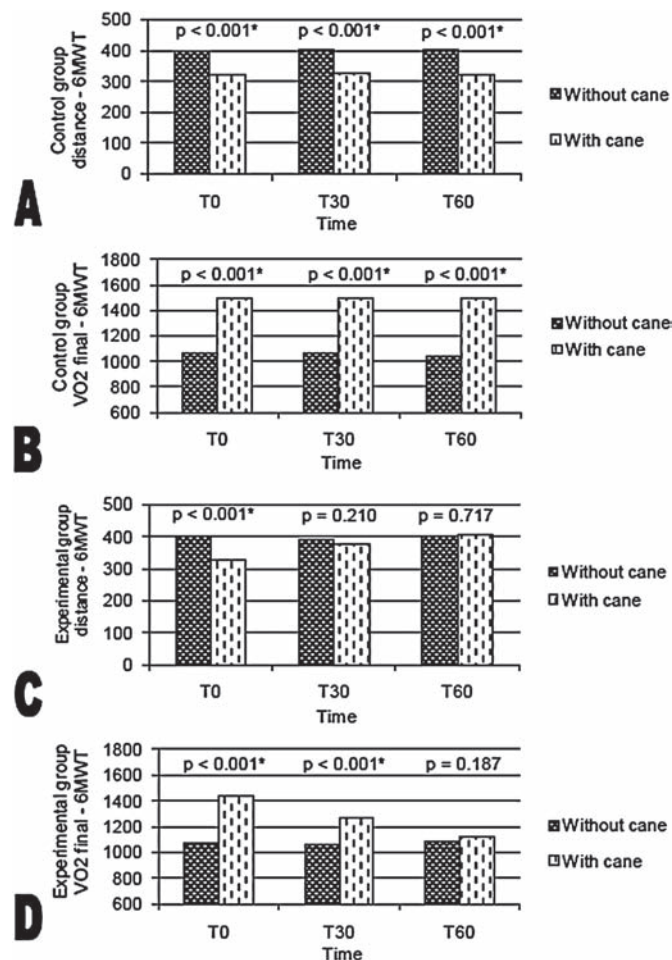 Control group
distance - 6MWT
500
400
300
200
100
0
p < 0.001*
p < 0.001*
p < 0.001*
T0
T30
T60
Time
Without cane
With cane
A
Control group
VO2 final - 6MWT
1800
1600
1400
1200
1000
800
600
p < 0.001*
p < 0.001*
p < 0.001*
T0
T30
T60
Time
Without cane
With cane
B
Experimental group
distance - 6MWT
500
400
300
200
100
0
p < 0.001*
p = 0.210
p = 0.717
T0
T30
T60
Time
Without cane
With cane
C
Experimental group
VO2 final - 6MWT
1800
1600
1400
1200
1000
800
600
p < 0.001*
p < 0.001*
p = 0.187
T0
T30
T60
Time
Without cane
With cane
D